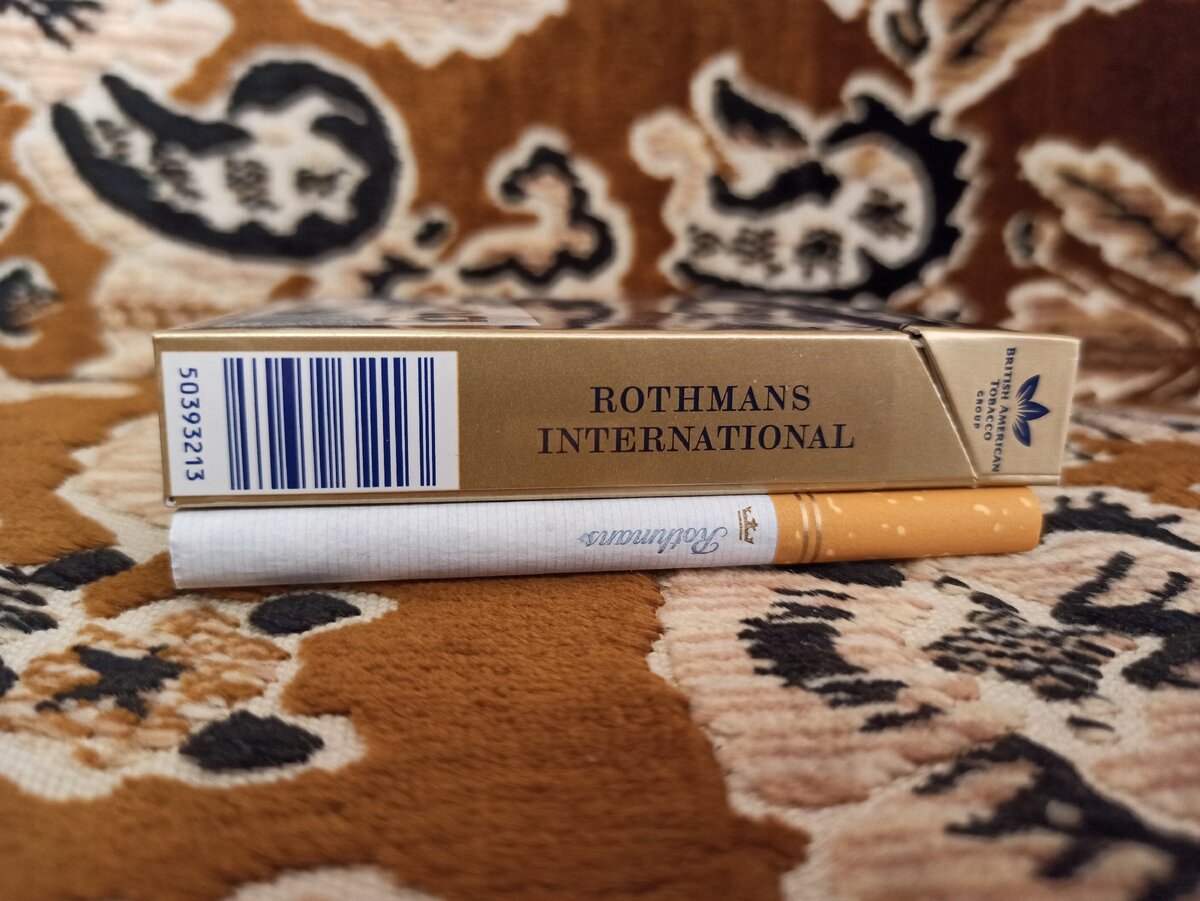 50393213
ROTHMANS
INTERNATIONAL
BRITISH AMERICAN
TOBACCO
GROUP
Rothmans